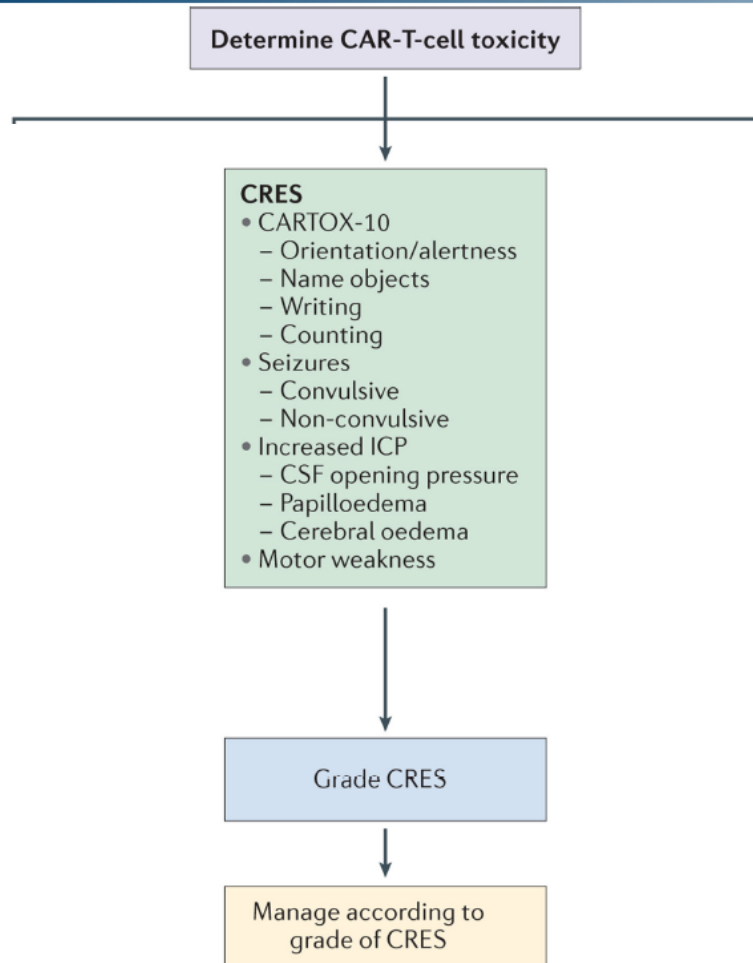 Determine CAR-T-cell toxicity
CRES
• CARTOX-10
– Orientation/alertness
– Name objects
– Writing
– Counting
• Seizures
– Convulsive
– Non-convulsive
• Increased ICP
– CSF opening pressure
– Papilloedema
– Cerebral oedema
• Motor weakness
Grade CRES
Manage according to
grade of CRES